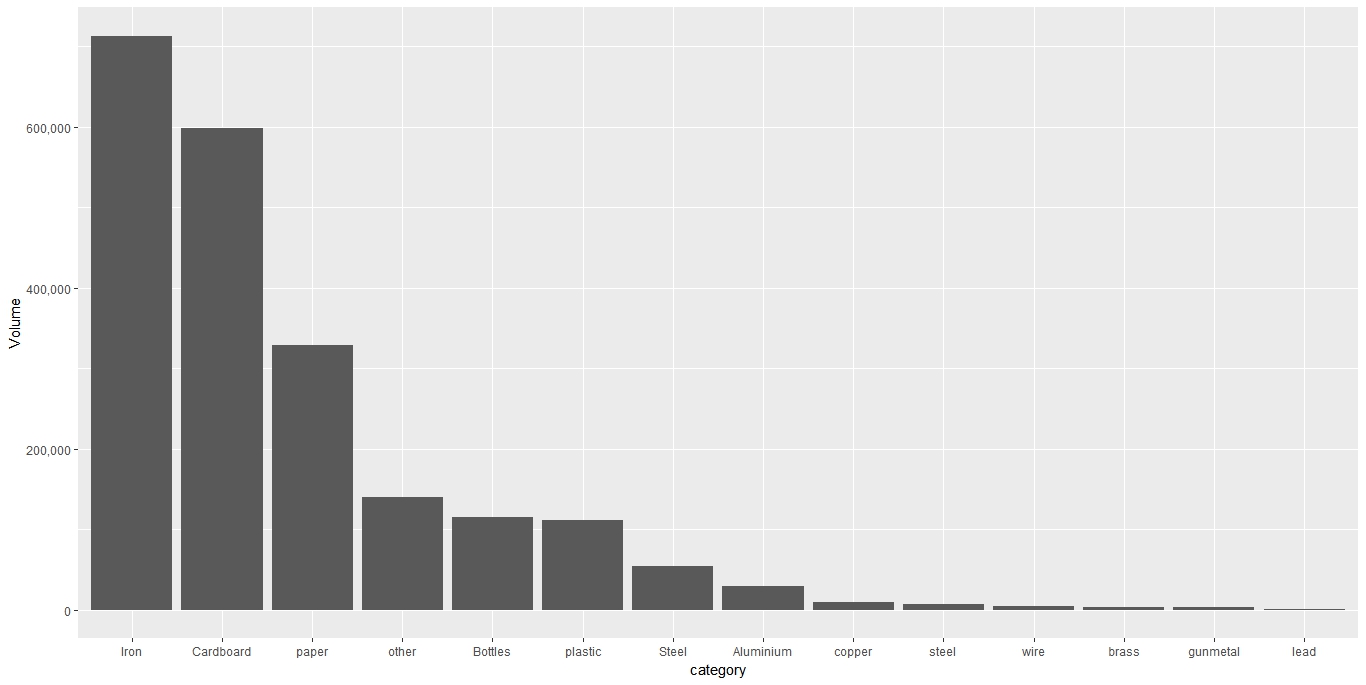 Volume
600,000
400,000
200,000
0
Iron Cardboard paper other Bottles plastic Steel Aluminium copper steel wire brass gunmetal lead
category